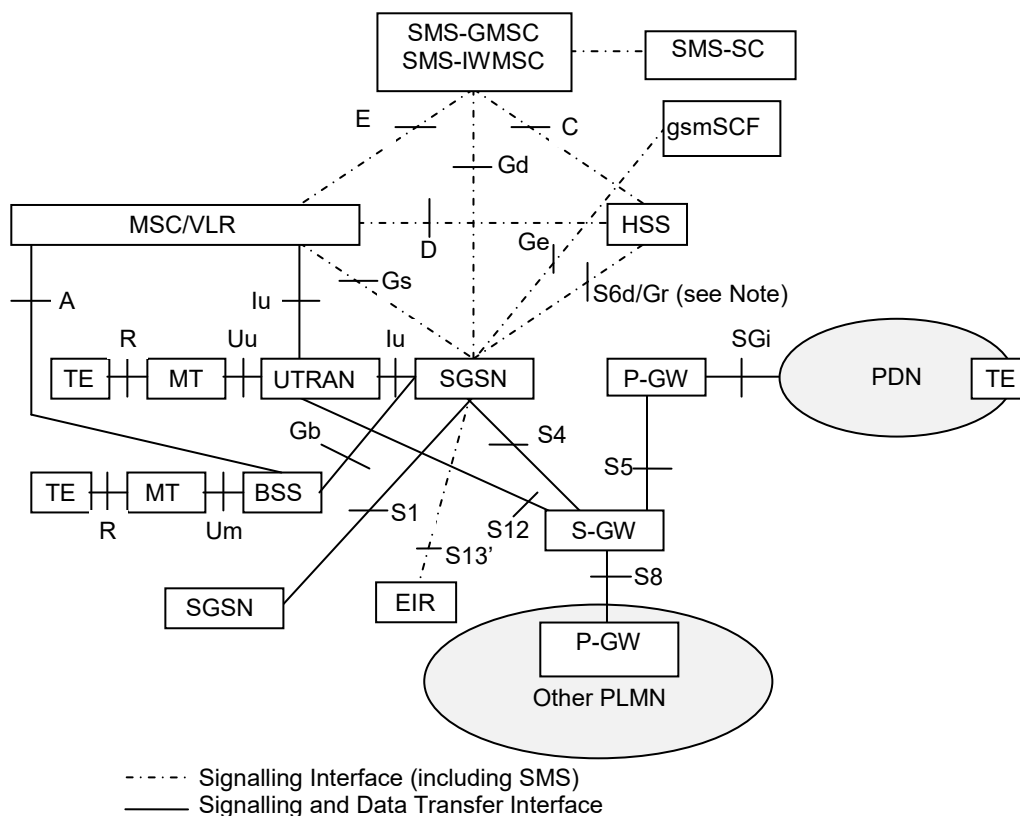 SMS-GMSC
SMS-IWMSC
SMS-SC
E
C
gsmSCF
Gd
MSC/VLR
HSS
D
Ge
Gs
S6d/Gr (see Note)
A
Iu
R
Uu
Iu
SGi
TE
MT
UTRAN
SGSN
P-GW
PDN
TE
Gb
S4
S5
TE
MT
BSS
R
Um
S1
S12
S-GW
S13’
S8
SGSN
EIR
P-GW
Other PLMN
Signalling Interface (including SMS)
Signalling and Data Transfer Interface